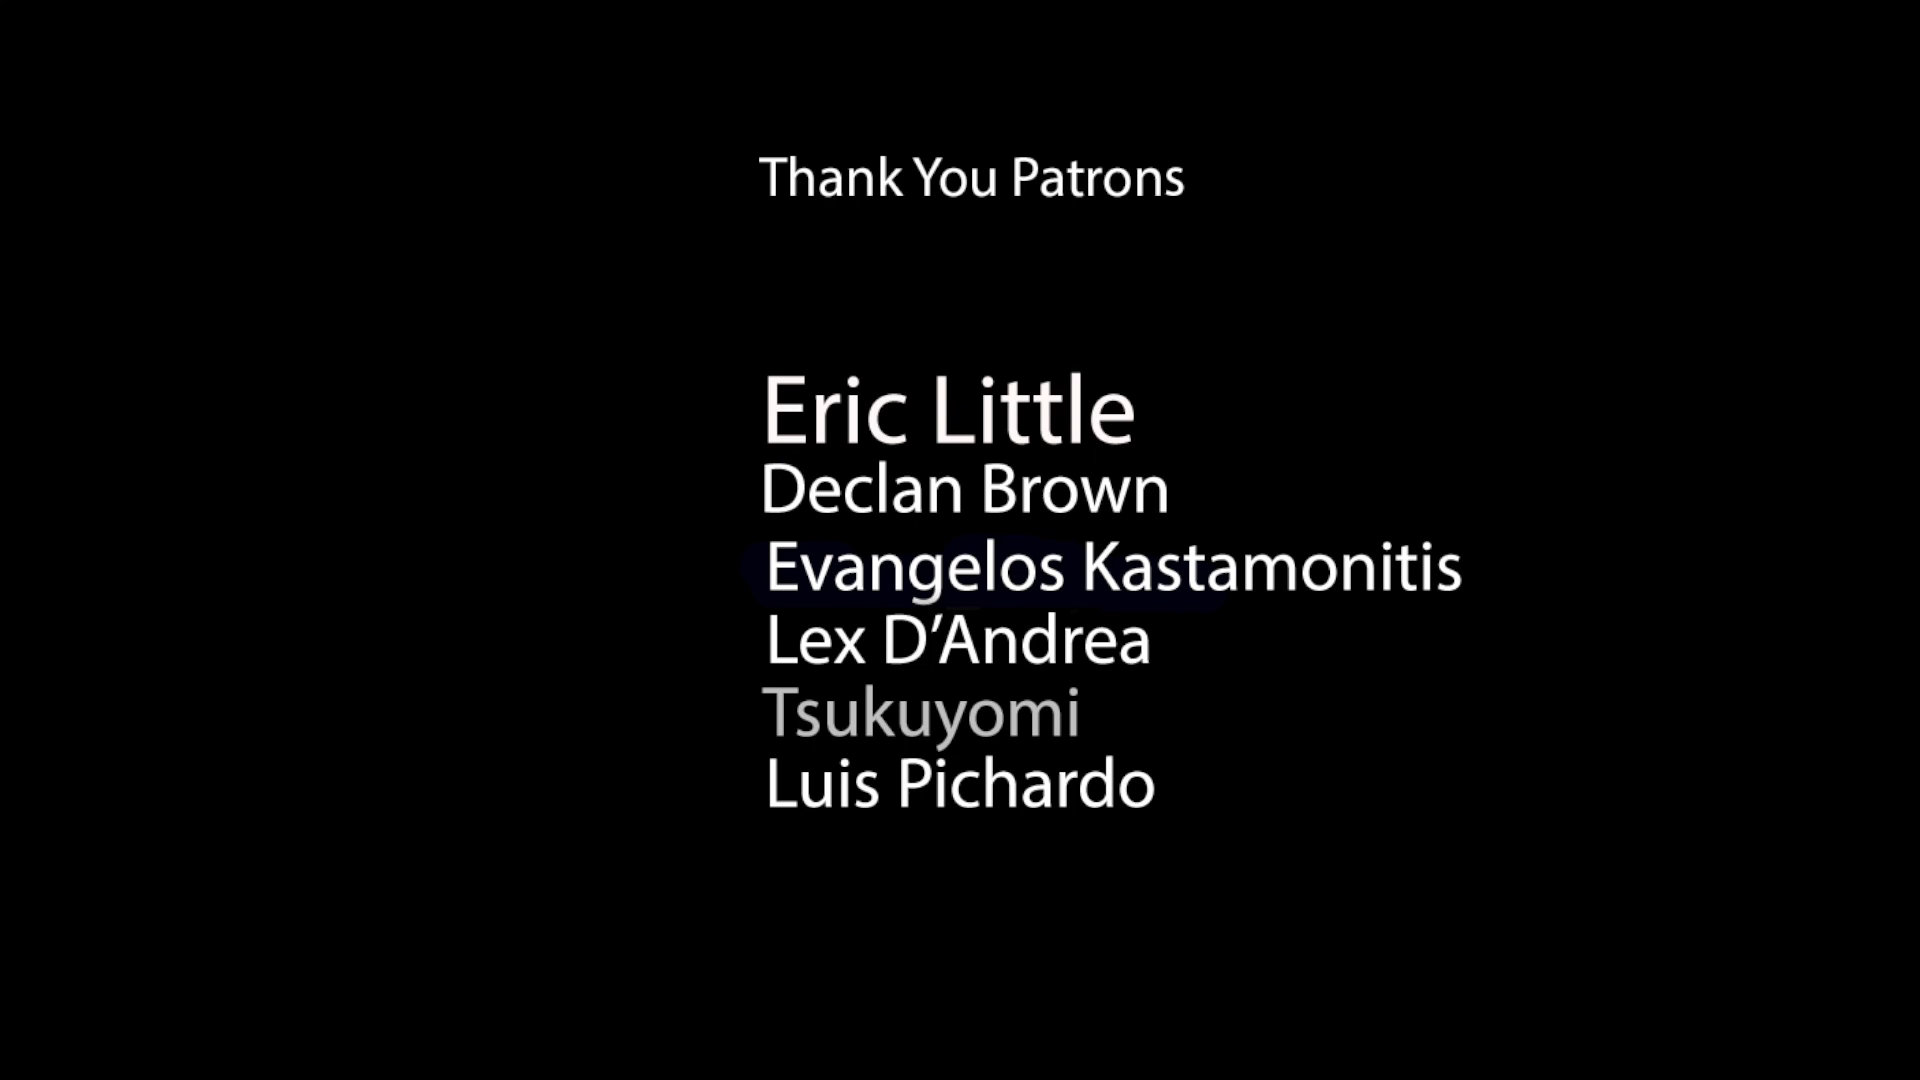 Thank You Patrons
Eric Little
Declan Brown
Evangelos Kastamonitis
Lex D’Andrea
Tsukuyomi
Luis Pichardo